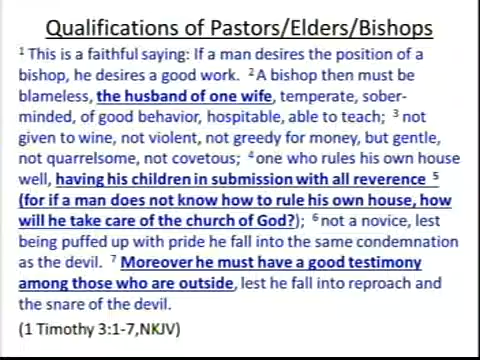 Qualifications of Pastors/Elders/Bishops
1 This is a faithful saying: If a man desires the position of a
bishop, he desires a good work. 2 A bishop then must be
blameless, the husband of one wife, temperate, sober-
minded, of good behavior, hospitable, able to teach; 3 not
given to wine, not violent, not greedy for money, but gentle,
not quarrelsome, not covetous; 4 one who rules his own house
well, having his children in submission with all reverence 5
(for if a man does not know how to rule his own house, how
will he take care of the church of God?); 6 not a novice, lest
being puffed up with pride he fall into the same condemnation
as the devil. 7 Moreover he must have a good testimony
among those who are outside, lest he fall into reproach and
the snare of the devil.
(1 Timothy 3:1-7,NKJV)